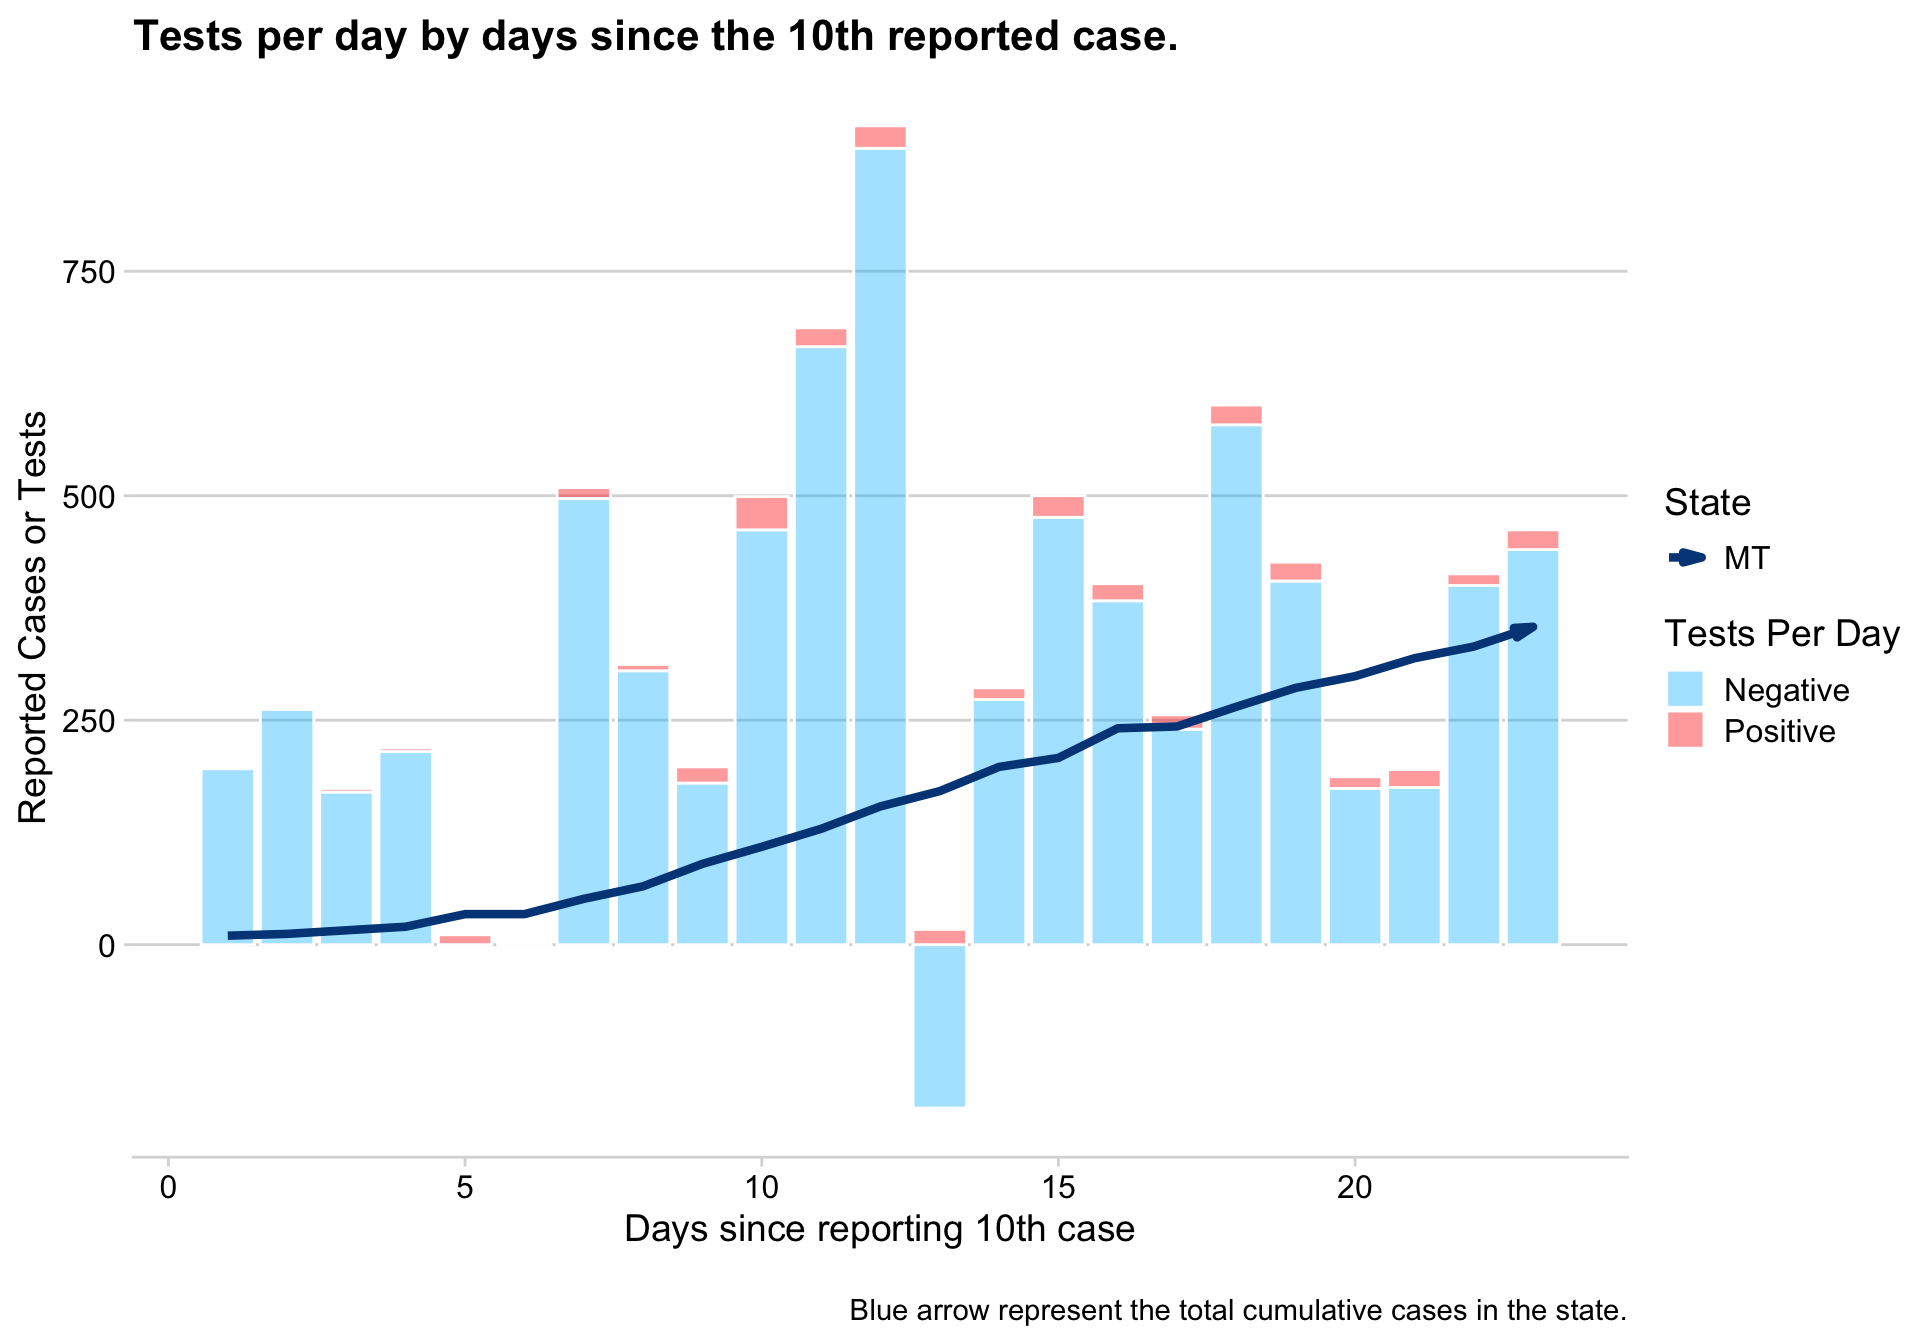 Tests per day by days since the 10th reported case.
Reported Cases or Tests
750
500
250
0
0
5
10
15
20
Days since reporting 10th case
State
MT
Tests Per Day
Negative
Positive
Blue arrow represent the total cumulative cases in the state.